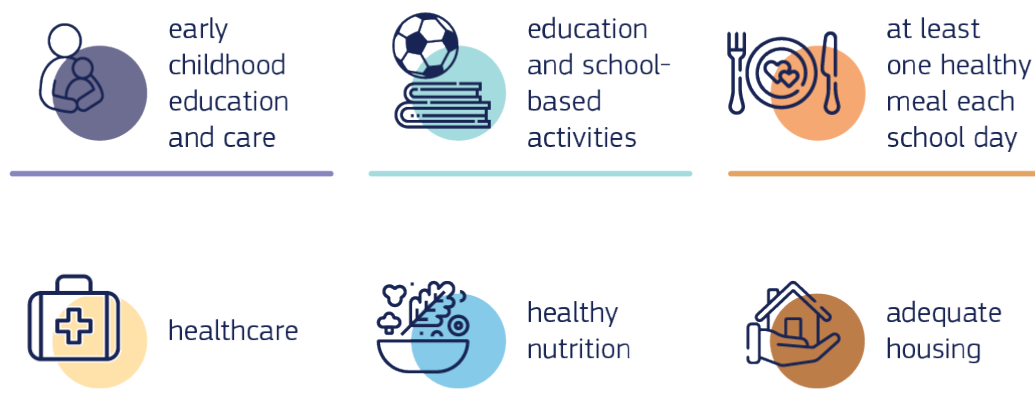 early
childhood
education
and care
education
and school-
based
activities
at least
one healthy
meal each
school day
healthcare
healthy
nutrition
adequate
housing